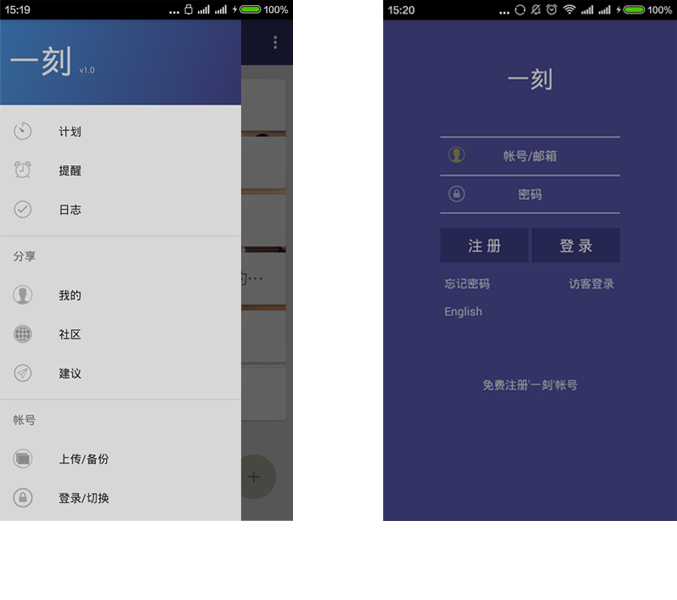 15:19
... 100%
一刻 v1.0
计划
提醒
日志
分享
我的
社区
建议
帐号
上传/备份
登录/切换
的…
+
15:20
... 100%
一刻
帐号/邮箱
密码
注册 登录
忘记密码 访客登录
English
免费注册'一刻'帐号